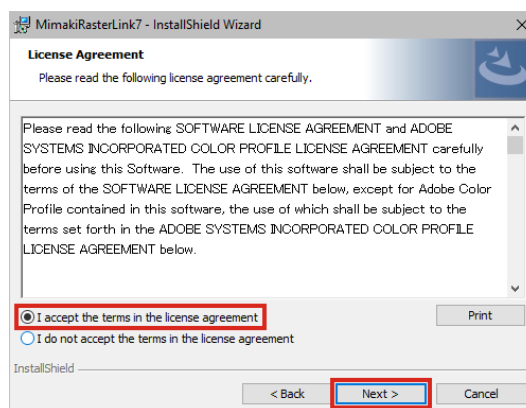 MimakiRasterLink7 - InstallShield Wizard
License Agreement
Please read the following license agreement carefully.
Please read the following SOFTWARE LICENSE AGREEMENT and ADOBE
SYSTEMS INCORPORATED COLOR PROFILE LICENSE AGREEMENT carefully
before using this Software. The use of this software shall be subject to the
terms of the SOFTWARE LICENSE AGREEMENT below, except for Adobe Color
Profile contained in this software, the use of which shall be subject to the
terms set forth in the ADOBE SYSTEMS INCORPORATED COLOR PROFILE
LICENSE AGREEMENT below.
I accept the terms in the license agreement
Print
I do not accept the terms in the license agreement
InstallShield
< Back
Next >
Cancel